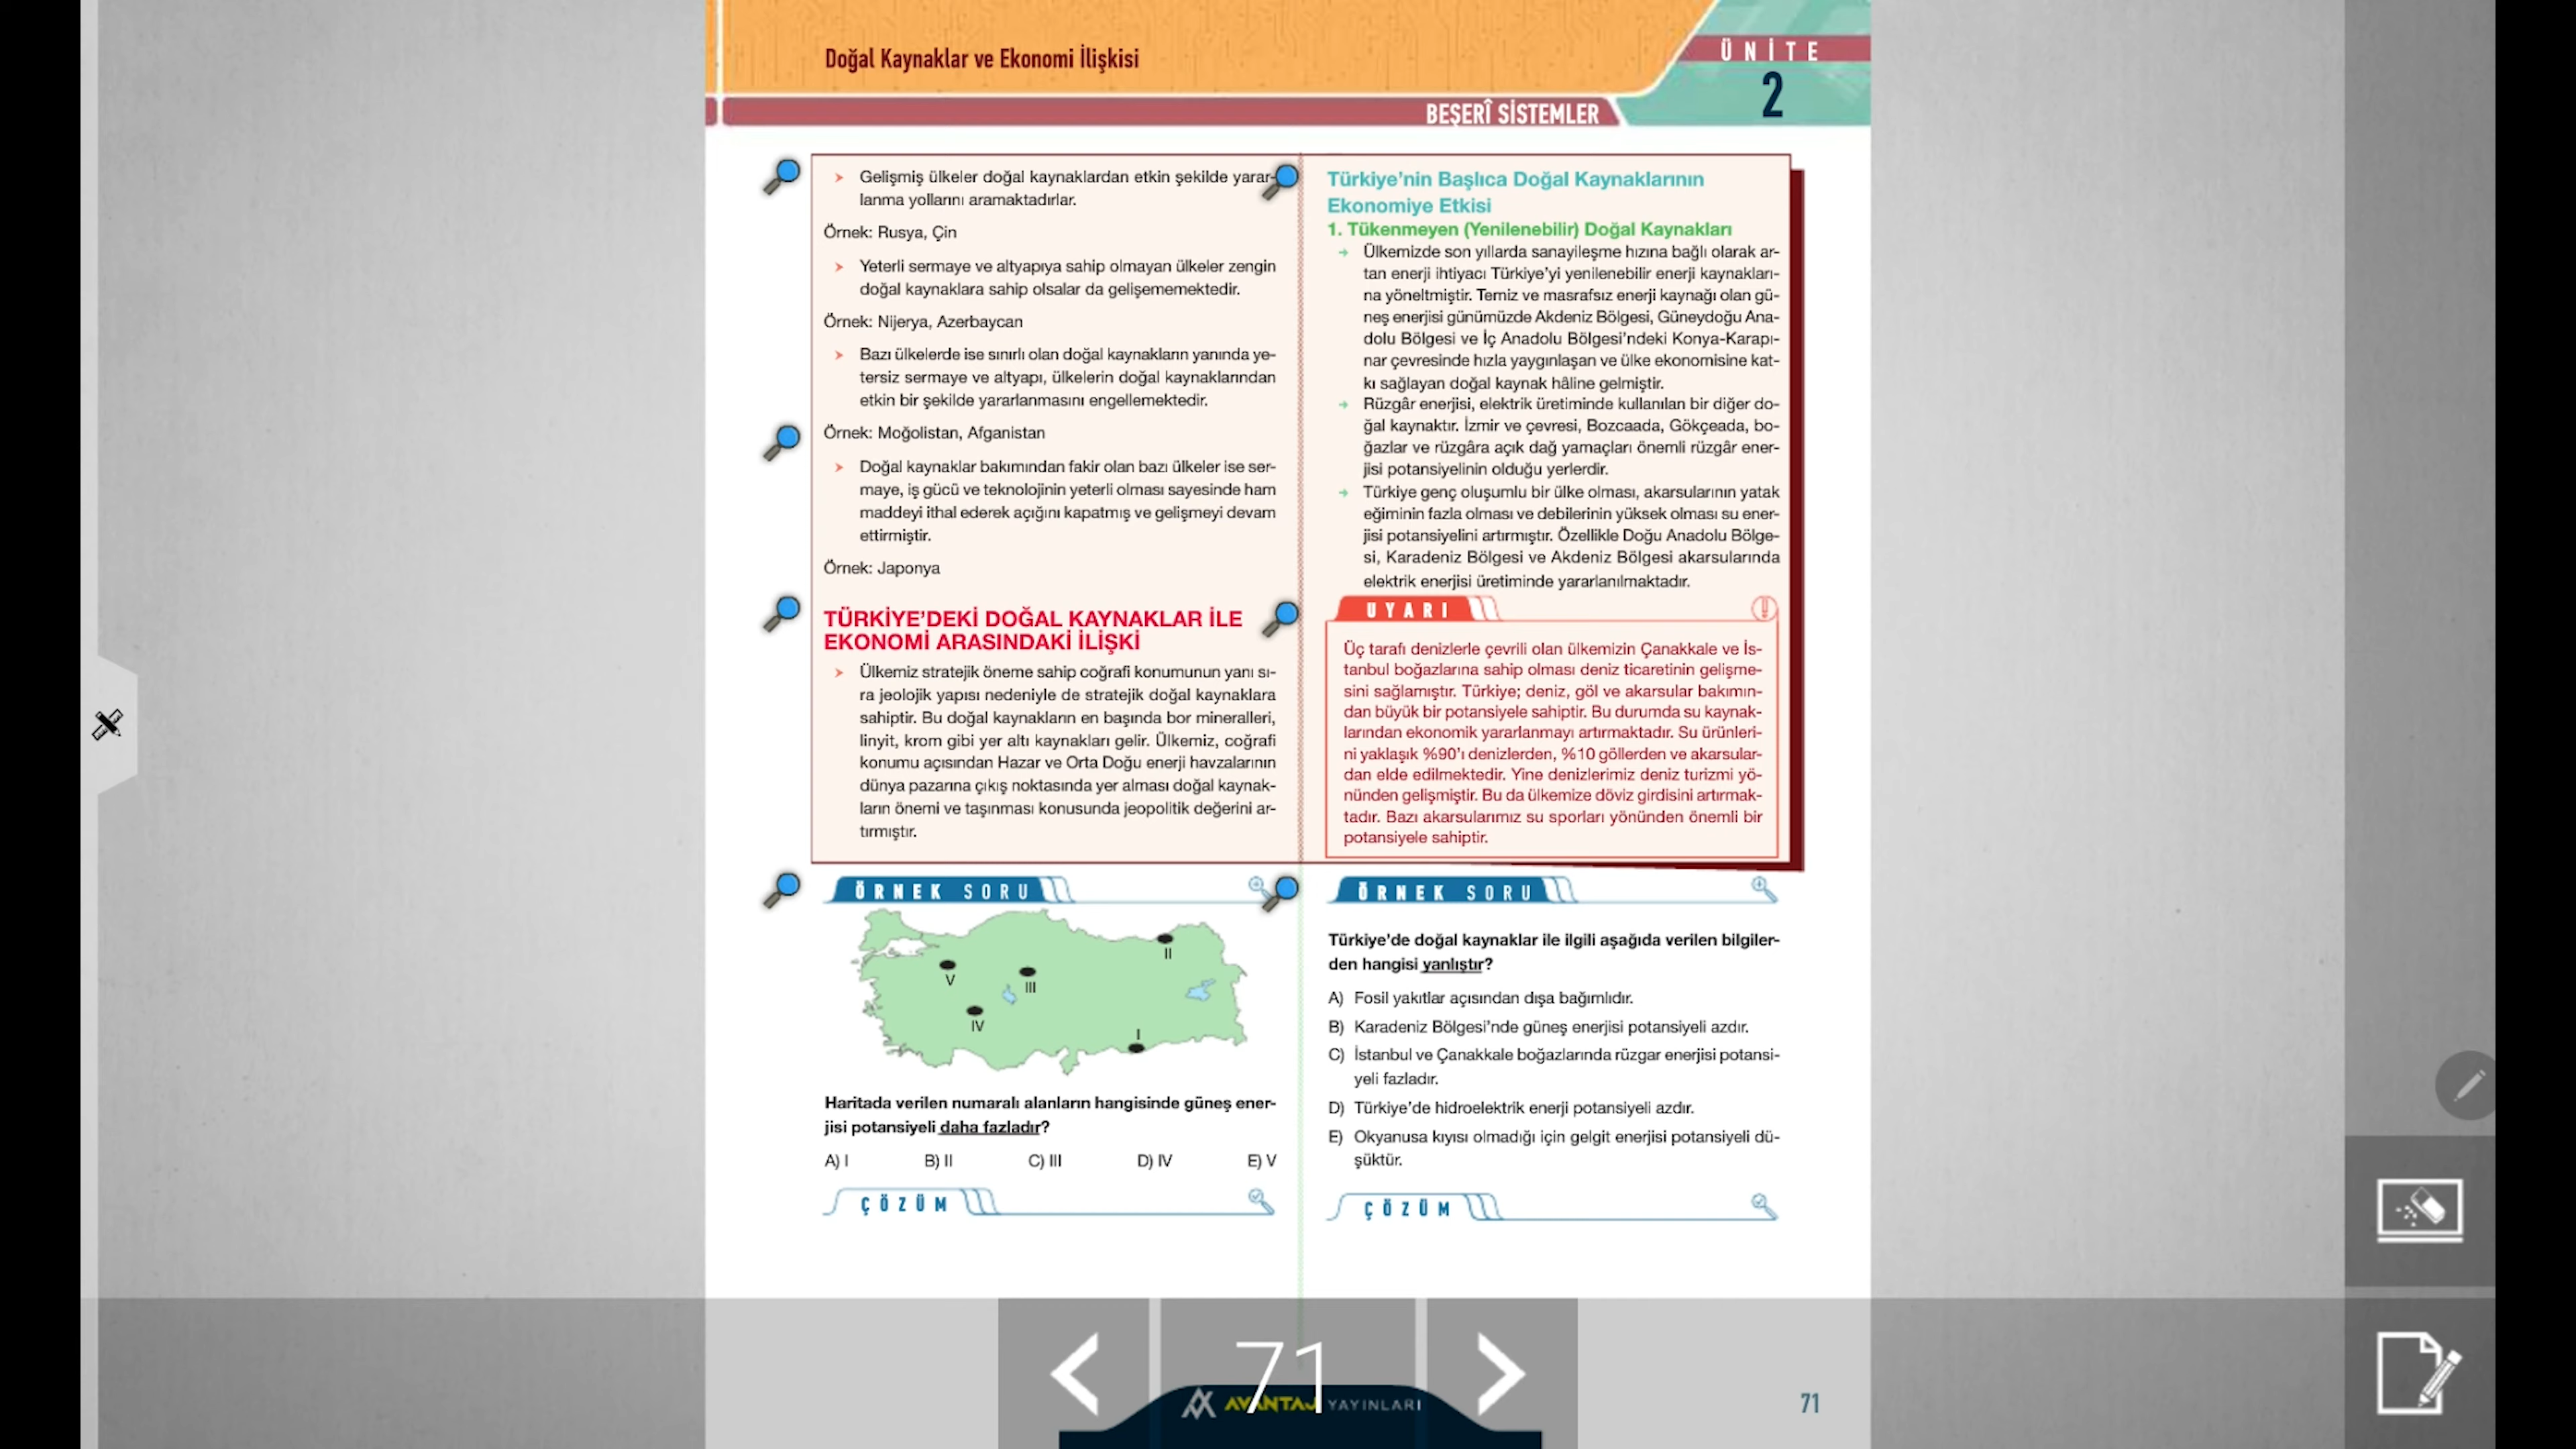 Doğal Kaynaklar ve Ekonomi İlişkisi
ÜNİTE
2
BEŞERÎ SİSTEMLER
Gelişmiş ülkeler doğal kaynaklardan etkin şekilde yarar-
lanma yollarını aramaktadırlar.
Örnek: Rusya, Çin
Yeterli sermaye ve altyapıya sahip olmayan ülkeler zengin
doğal kaynaklara sahip olsalar da gelişememektedir.
Örnek: Nijerya, Azerbaycan
Bazı ülkelerde ise sınırlı olan doğal kaynakların yanında ye-
tersiz sermaye ve altyapı, ülkelerin doğal kaynaklarından
etkin bir şekilde yararlanmasını engellemektedir.
Örnek: Moğolistan, Afganistan
Doğal kaynaklar bakımından fakir olan bazı ülkeler ise ser-
maye, iş gücü ve teknolojinin yeterli olması sayesinde ham
maddeyi ithal ederek açığını kapatmış ve gelişmeyi devam
ettirmiştir.
Örnek: Japonya
TÜRKİYE'DEKİ DOĞAL KAYNAKLAR İLE
EKONOMİ ARASINDAKİ İLİŞKİ
Ülkemiz stratejik öneme sahip coğrafi konumunun yanı sı-
ra jeolojik yapısı nedeniyle de stratejik doğal kaynaklara
sahiptir. Bu doğal kaynakların en başında bor mineralleri,
linyit, krom gibi yer altı kaynakları gelir. Ülkemiz, coğrafi
konumu açısından Hazar ve Orta Doğu enerji havzalarının
dünya pazarına çıkış noktasında yer alması doğal kaynak-
ların önemi ve taşınması konusunda jeopolitik değerini ar-
tırmıştır.
Türkiye'nin Başlıca Doğal Kaynaklarının
Ekonomiye Etkisi
1. Tükenmeyen (Yenilenebilir) Doğal Kaynakları
Ülkemizde son yıllarda sanayileşme hızına bağlı olarak ar-
tan enerji ihtiyacı Türkiye'yi yenilenebilir enerji kaynakları-
na yöneltmiştir. Temiz ve masrafsız enerji kaynağı olan gü-
neş enerjisi günümüzde Akdeniz Bölgesi, Güneydoğu Ana-
dolu Bölgesi ve İç Anadolu Bölgesi'ndeki Konya-Karapı-
nar çevresinde hızla yaygınlaşan ve ülke ekonomisine kat-
kı sağlayan doğal kaynak hâline gelmiştir.
Rüzgâr enerjisi, elektrik üretiminde kullanılan bir diğer do-
ğal kaynaktır. İzmir ve çevresi, Bozcaada, Gökçeada, bo-
ğazlar ve rüzgâra açık dağ yamaçları önemli rüzgâr ener-
jisi potansiyelinin olduğu yerlerdir.
Türkiye genç oluşumlu bir ülke olması, akarsularının yatak
eğiminin fazla olması ve debilerinin yüksek olması su ener-
jisi potansiyelini artırmıştır. Özellikle Doğu Anadolu Bölge-
si, Karadeniz Bölgesi ve Akdeniz Bölgesi akarsularında
elektrik enerjisi üretiminde yararlanılmaktadır.
UYARI
Üç tarafı denizlerle çevrili olan ülkemizin Çanakkale ve İs-
tanbul boğazlarına sahip olması deniz ticaretinin gelişme-
sini sağlamıştır. Türkiye; deniz, göl ve akarsular bakımın-
dan büyük bir potansiyele sahiptir. Bu durumda su kaynak-
larından ekonomik yararlanmayı artırmaktadır. Su ürünleri-
ni yaklaşık %90'ı denizlerden, %10 göllerden ve akarsular-
dan elde edilmektedir. Yine denizlerimiz deniz turizmi yö-
nünden gelişmiştir. Bu da ülkemize döviz girdisini artırmak-
tadır. Bazı akarsularımız su sporları yönünden önemli bir
potansiyele sahiptir.
ÖRNEK SORU
II
V
III
IV
I
Haritada verilen numaralı alanların hangisinde güneş ener-
jisi potansiyeli daha fazladır?
A) I B) II C) III D) IV E) V
ÇÖZÜM
ÖRNEK SORU
Türkiye'de doğal kaynaklar ile ilgili aşağıda verilen bilgiler-
den hangisi yanlıştır?
A) Fosil yakıtlar açısından dışa bağımlıdır.
B) Karadeniz Bölgesi'nde güneş enerjisi potansiyeli azdır.
C) İstanbul ve Çanakkale boğazlarında rüzgar enerjisi potansi-
yeli fazladır.
D) Türkiye'de hidroelektrik enerji potansiyeli azdır.
E) Okyanusa kıyısı olmadığı için gelgit enerjisi potansiyeli dü-
şüktür.
ÇÖZÜM
71
AVANTAJ YAYINLARI
71